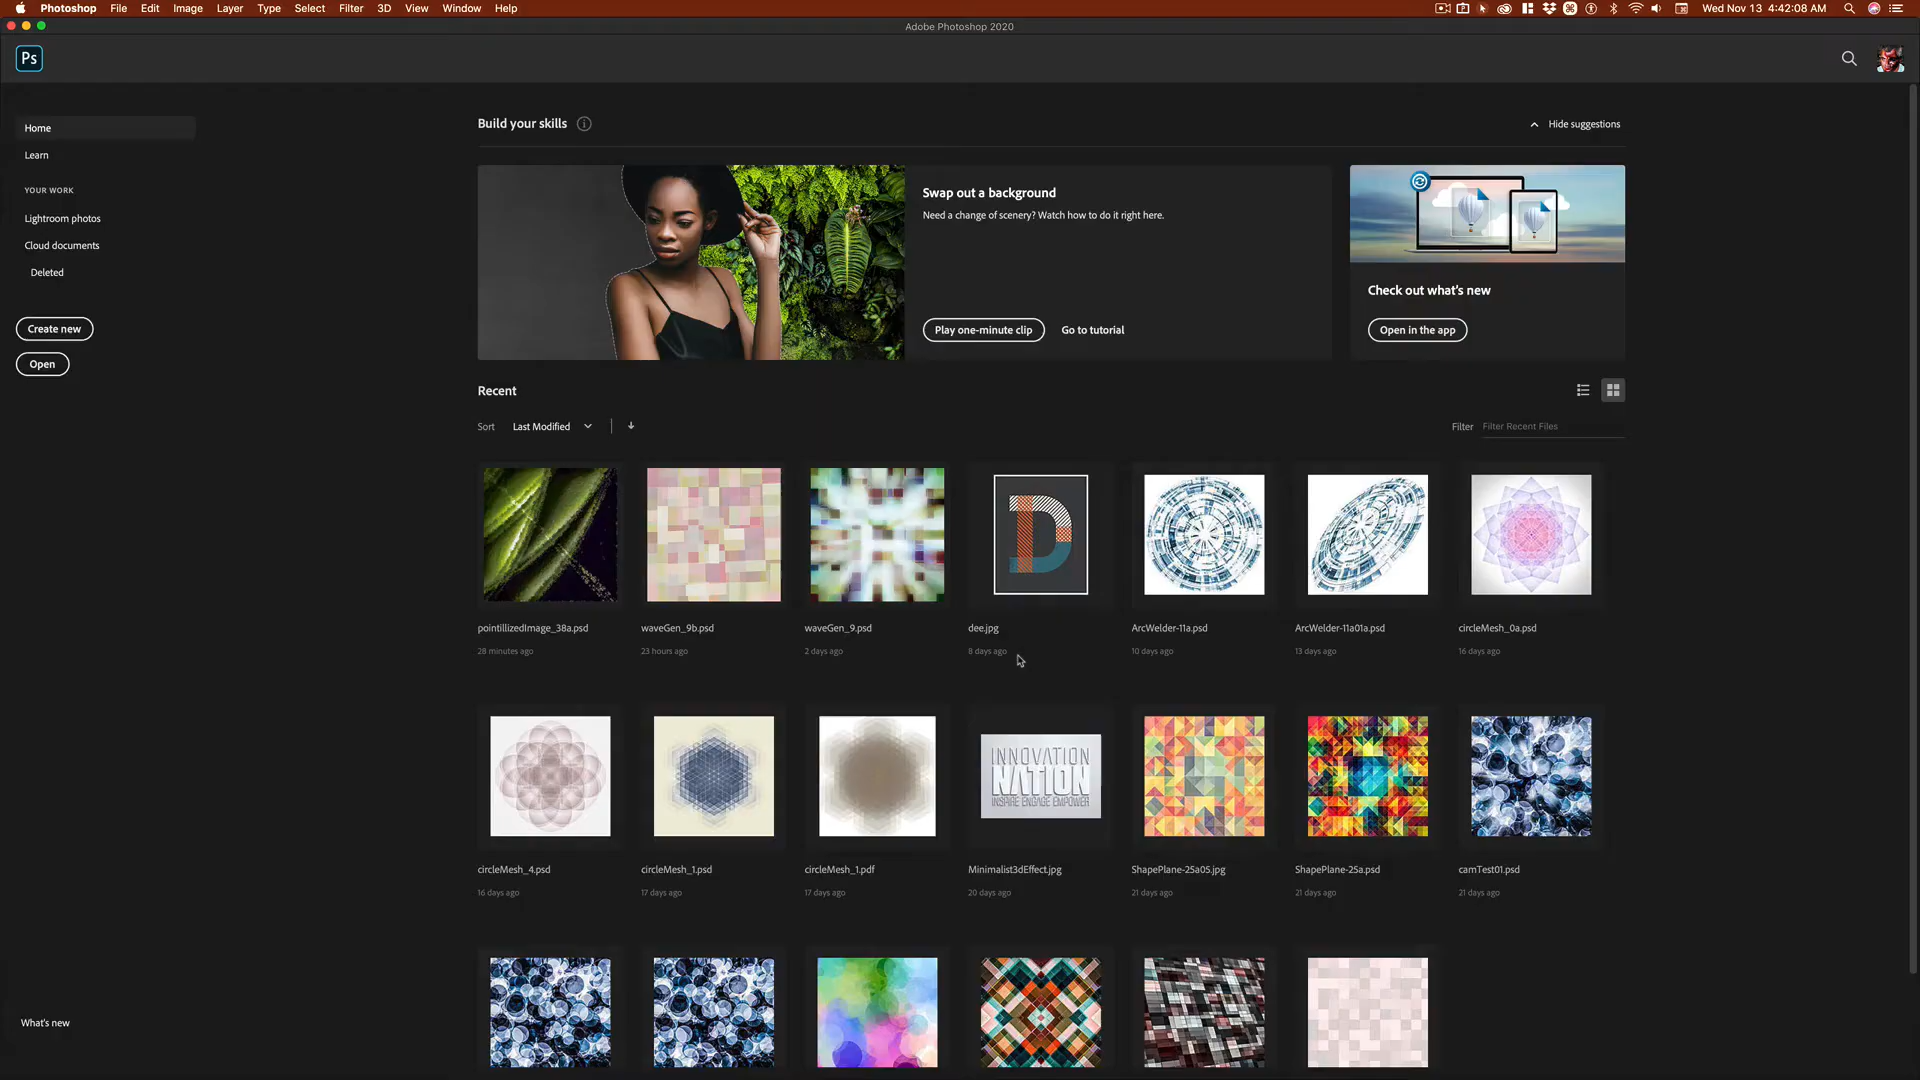 Photoshop File Edit Image Layer Type Select Filter 3D View Window Help Wed Nov 13 4:42:08 AM
Adobe Photoshop 2020
Ps
Home
Learn
YOUR WORK
Lightroom photos
Cloud documents
Deleted
Create new
Open
What's new
Build your skills
Hide suggestions
Swap out a background
Need a change of scenery? Watch how to do it right here.
Play one-minute clip Go to tutorial
Check out what's new
Open in the app
Recent
Sort Last Modified Filter Filter Recent Files
D
pointillizedImage_38a.psd waveGen_9b.psd waveGen_9.psd dee.jpg ArcWelder-11a.psd ArcWelder-11a01a.psd circleMesh_0a.psd
28 minutes ago 23 hours ago 2 days ago 8 days ago 10 days ago 13 days ago 16 days ago
INNOVATION
NATION
INSPIRE ENGAGE EMPOWER
circleMesh_4.psd circleMesh_1.psd circleMesh_1.pdf Minimalist3dEffect.jpg ShapePlane-25a05.jpg ShapePlane-25a.psd camTest01.psd
16 days ago 17 days ago 17 days ago 20 days ago 21 days ago 21 days ago 21 days ago